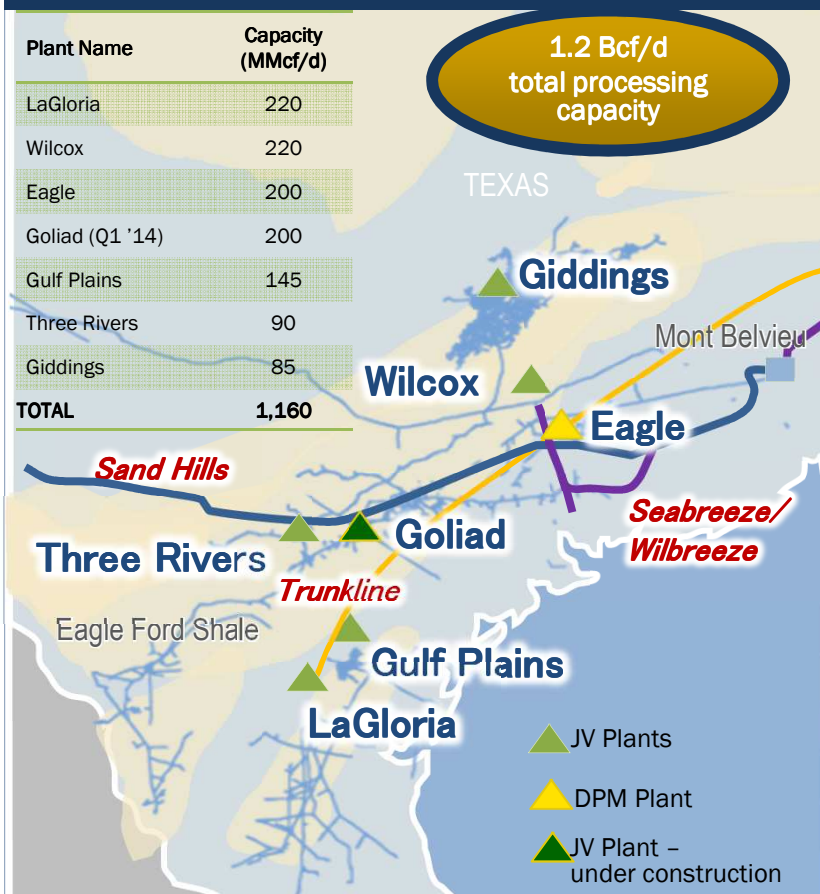 Plant Name Capacity (MMcf/d)
LaGloria 220
Wilcox 220
Eagle 200
Goliad (Q1 ’14) 200
Gulf Plains 145
Three Rivers 90
Giddings 85
TOTAL 1,160
1.2 Bcf/d
total processing
capacity
TEXAS
Giddings
Mont Belvieu
Wilcox
Eagle
Sand Hills
Seabreeze/
Wilbreeze
Goliad
Three Rivers
Trunkline
Eagle Ford Shale
Gulf Plains
LaGloria
JV Plants
DPM Plant
JV Plant –
under construction